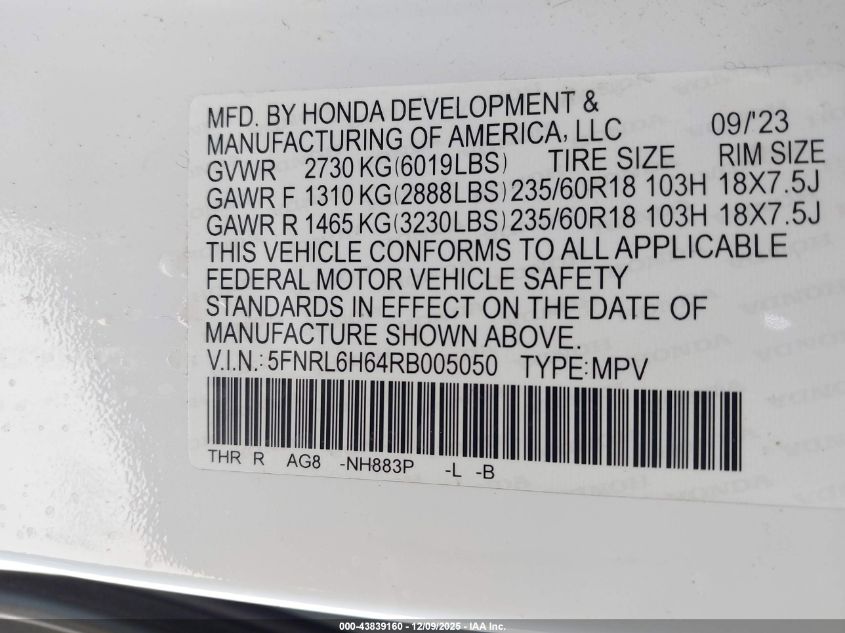 MFD. BY HONDA DEVELOPMENT &
MANUFACTURING OF AMERICA, LLC 09/'23
GVWR 2730 KG(6019LBS) TIRE SIZE RIM SIZE
GAWR F 1310 KG(2888LBS) 235/60R18 103H 18X7.5J
GAWR R 1465 KG(3230LBS) 235/60R18 103H 18X7.5J
THIS VEHICLE CONFORMS TO ALL APPLICABLE
FEDERAL MOTOR VEHICLE SAFETY
STANDARDS IN EFFECT ON THE DATE OF
MANUFACTURE SHOWN ABOVE.
V.I.N.: 5FNRL6H64RB005050 TYPE:MPV
THR R AG8 -NH883P -L -B
000-43839160 - 12/09/2025 - IAA Inc.